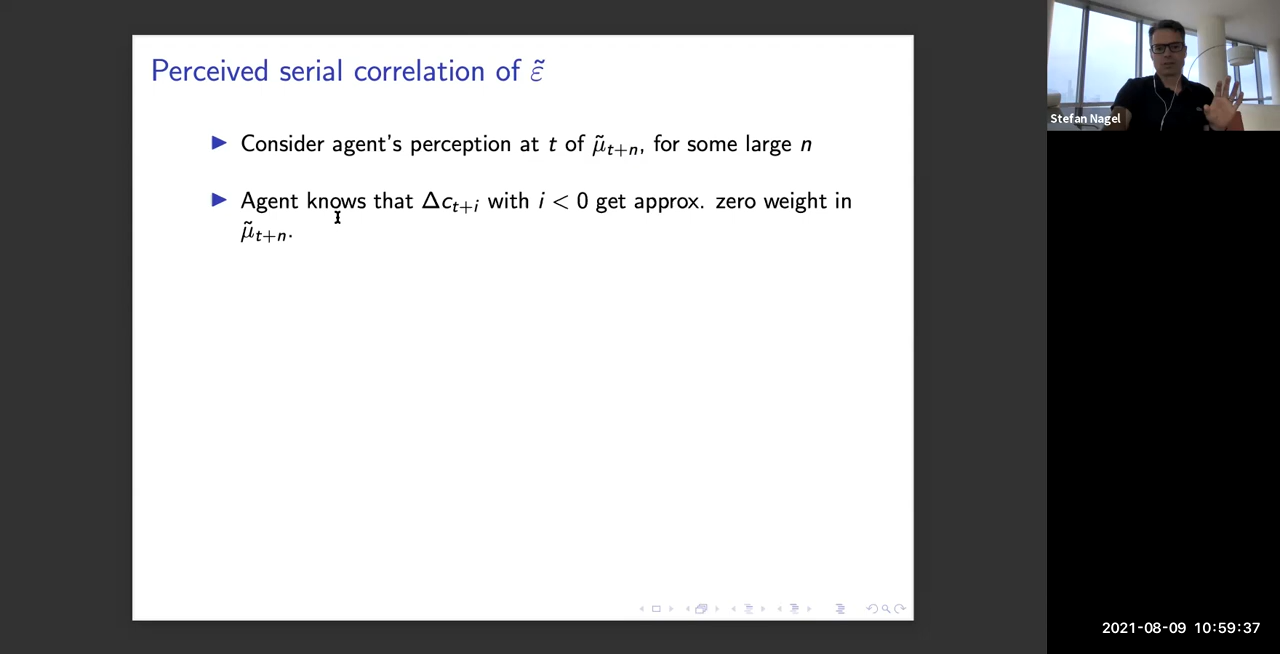 Perceived serial correlation of ε̃
▶ Consider agent's perception at t of μ̃ₜ₊ₙ, for some large n
▶ Agent knows that Δcₜ₊ᵢ with i < 0 get approx. zero weight in
μ̃ₜ₊ₙ.
Stefan Nagel
2021-08-09 10:59:37